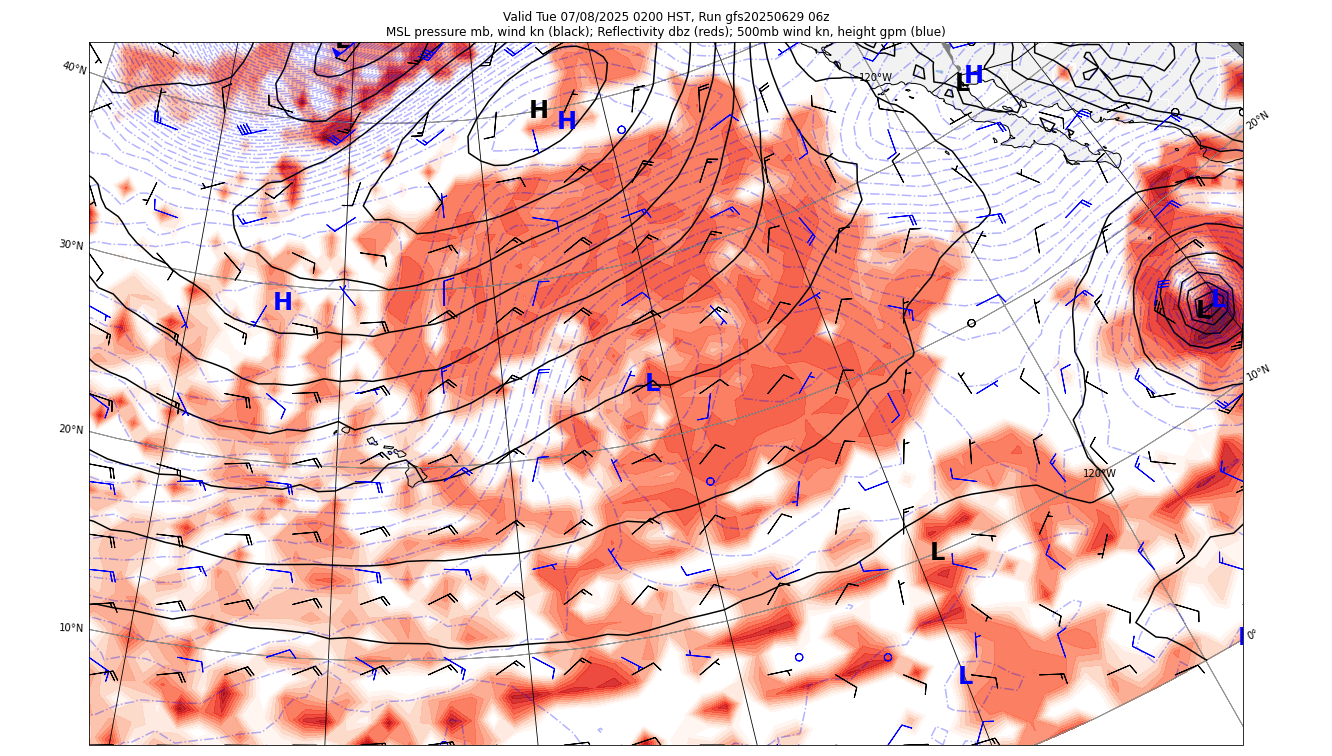 Valid Tue 07/08/2025 0200 HST, Run gfs20250629 06z
MSL pressure mb, wind kn (black); Reflectivity dbz (reds); 500mb wind kn, height gpm (blue)
L
40°N
120°W
H
L
H
H
20°N
30°N
H
L
L
10°N
L
20°N
120°W
L
10°N
0°
L